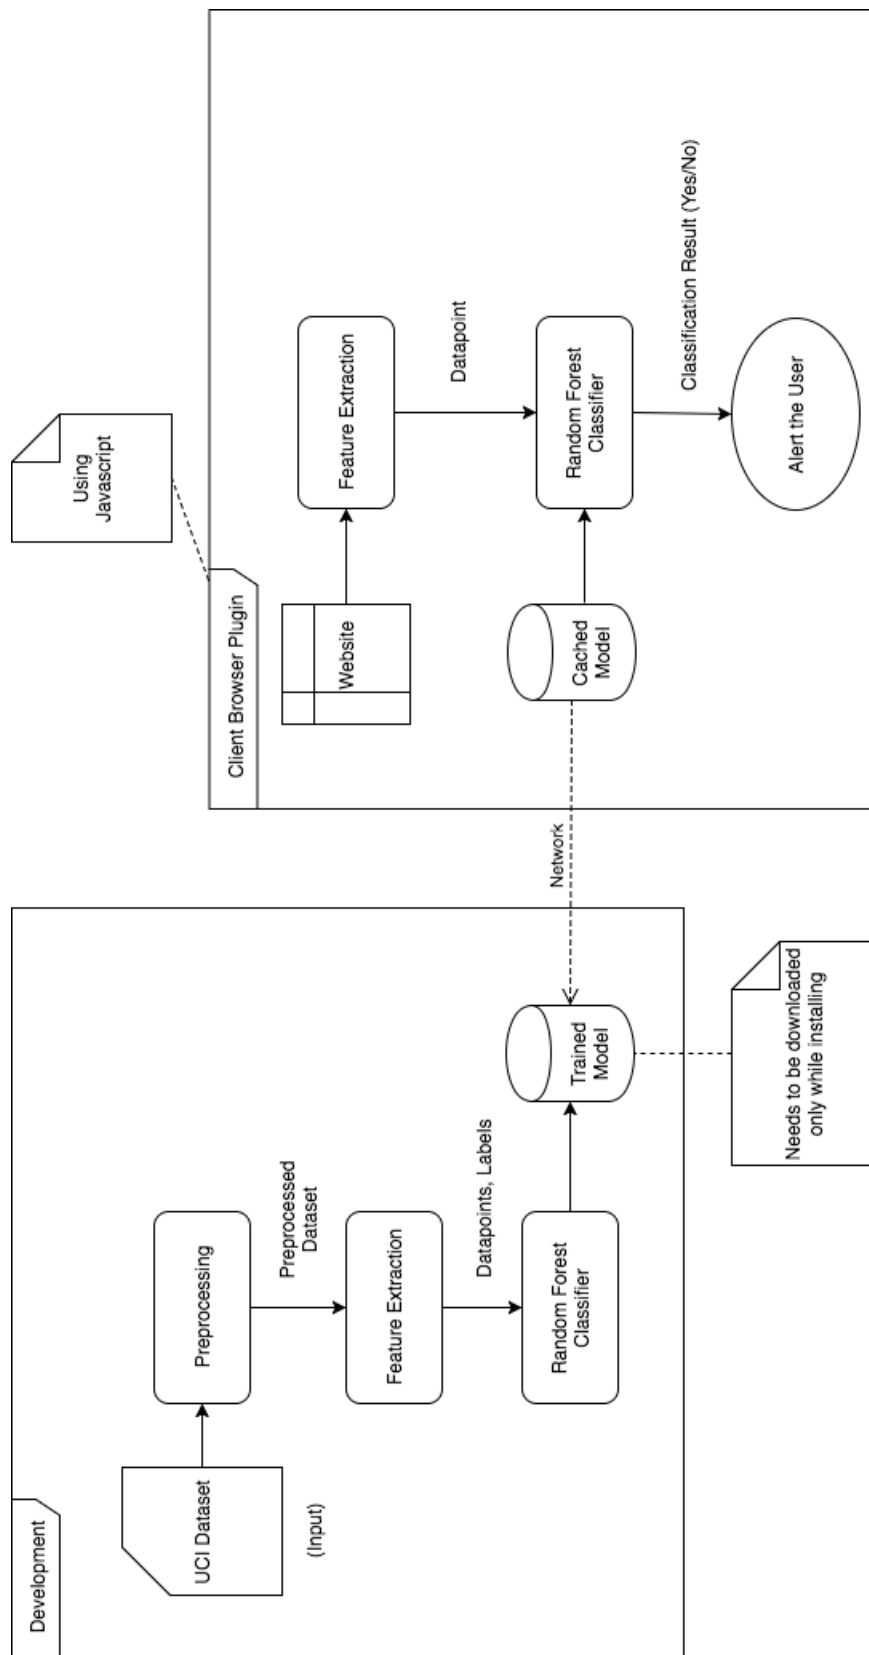 Development
UCI Dataset
(Input)
Preprocessing
Preprocessed
Dataset
Feature Extraction
Datapoints, Labels
Random Forest
Classifier
Trained
Model
Needs to be downloaded
only while installing
Network
Client Browser Plugin
Using
Javascript
Website
Feature Extraction
Datapoint
Cached
Model
Random Forest
Classifier
Classification Result (Yes/No)
Alert the User